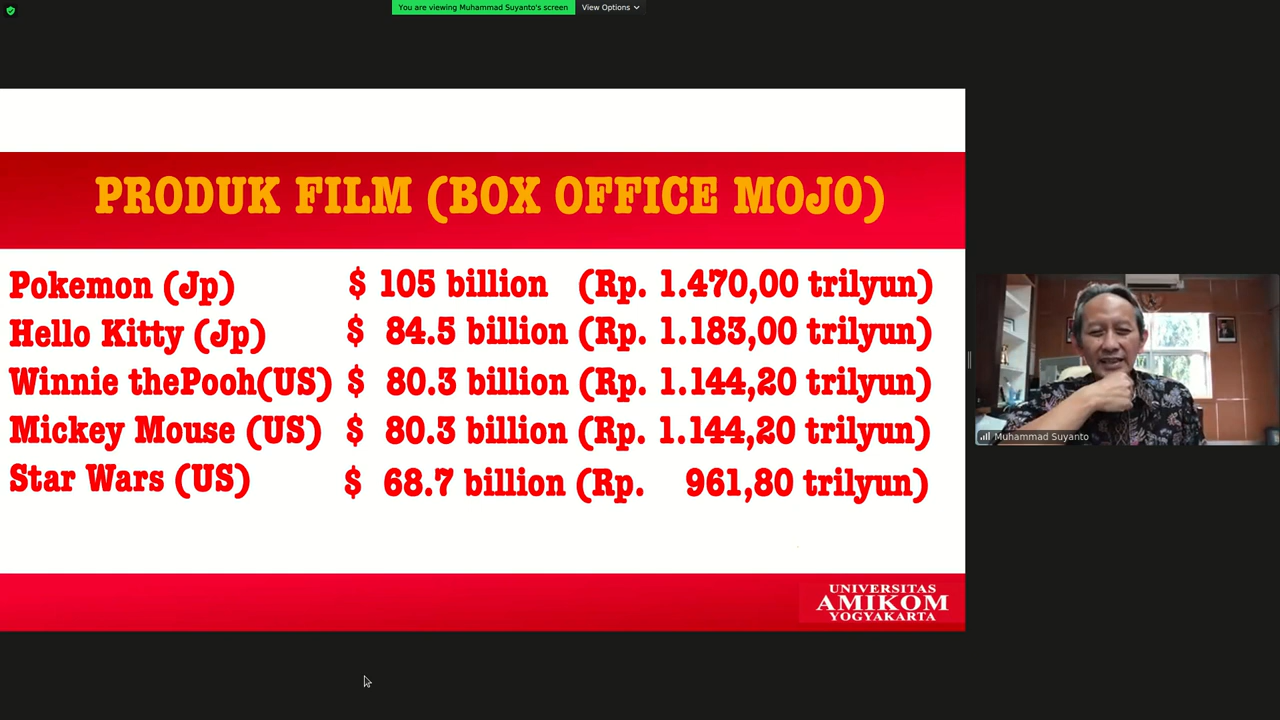 You are viewing Muhammad Suyanto's screen View Options
PRODUK FILM (BOX OFFICE MOJO)
Pokemon (Jp) $ 105 billion (Rp. 1.470,00 trilyun)
Hello Kitty (Jp) $ 84.5 billion (Rp. 1.183,00 trilyun)
Winnie thePooh(US) $ 80.3 billion (Rp. 1.144,20 trilyun)
Mickey Mouse (US) $ 80.3 billion (Rp. 1.144,20 trilyun)
Star Wars (US) $ 68.7 billion (Rp. 961,80 trilyun)
Muhammad Suyanto
UNIVERSITAS
AMIKOM
YOGYAKARTA